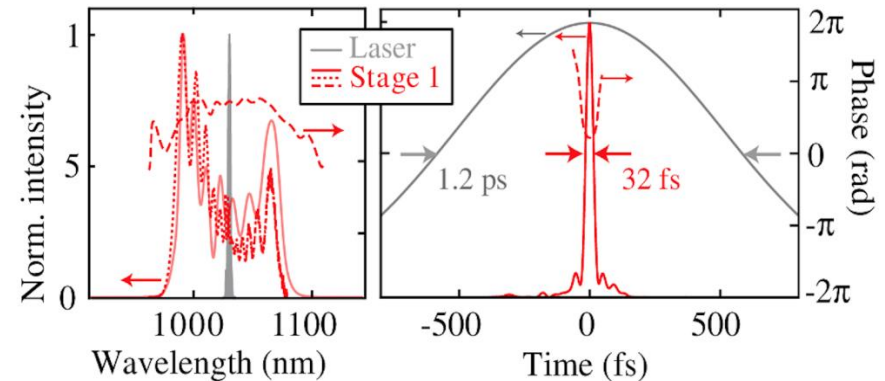 Norm. intensity
1
5
0
1000
1100
Wavelength (nm)
Laser
Stage 1
1.2 ps
32 fs
-500
0
500
Time (fs)
2π
π
0
-π
-2π
Phase (rad)